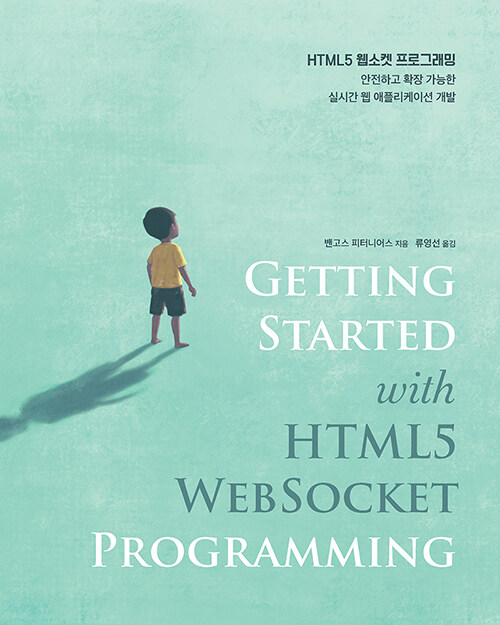 HTML5 웹소켓 프로그래밍
안전하고 확장 가능한
실시간 웹 애플리케이션 개발
밴고스 피터니어스 지음 류영선 옮김
GETTING
STARTED
with
HTML5
WEBSOCKET
PROGRAMMING